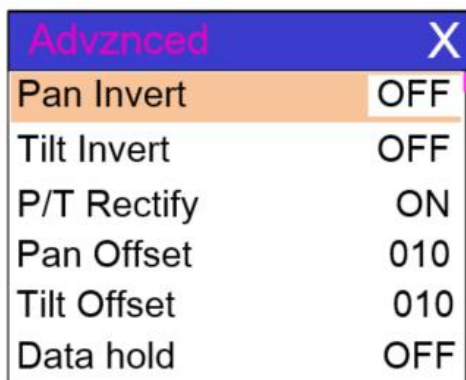 Advznced X
Pan Invert OFF
Tilt Invert OFF
P/T Rectify ON
Pan Offset 010
Tilt Offset 010
Data hold OFF